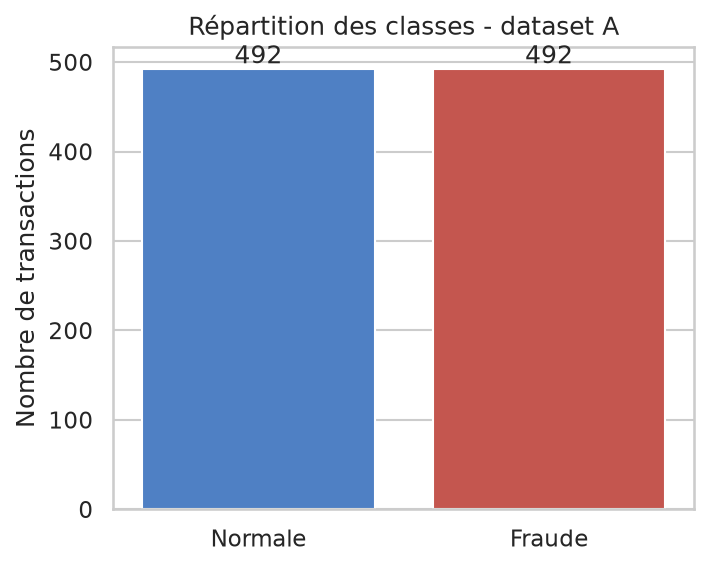 Répartition des classes - dataset A
492 492
Nombre de transactions
500
400
300
200
100
0
Normale Fraude